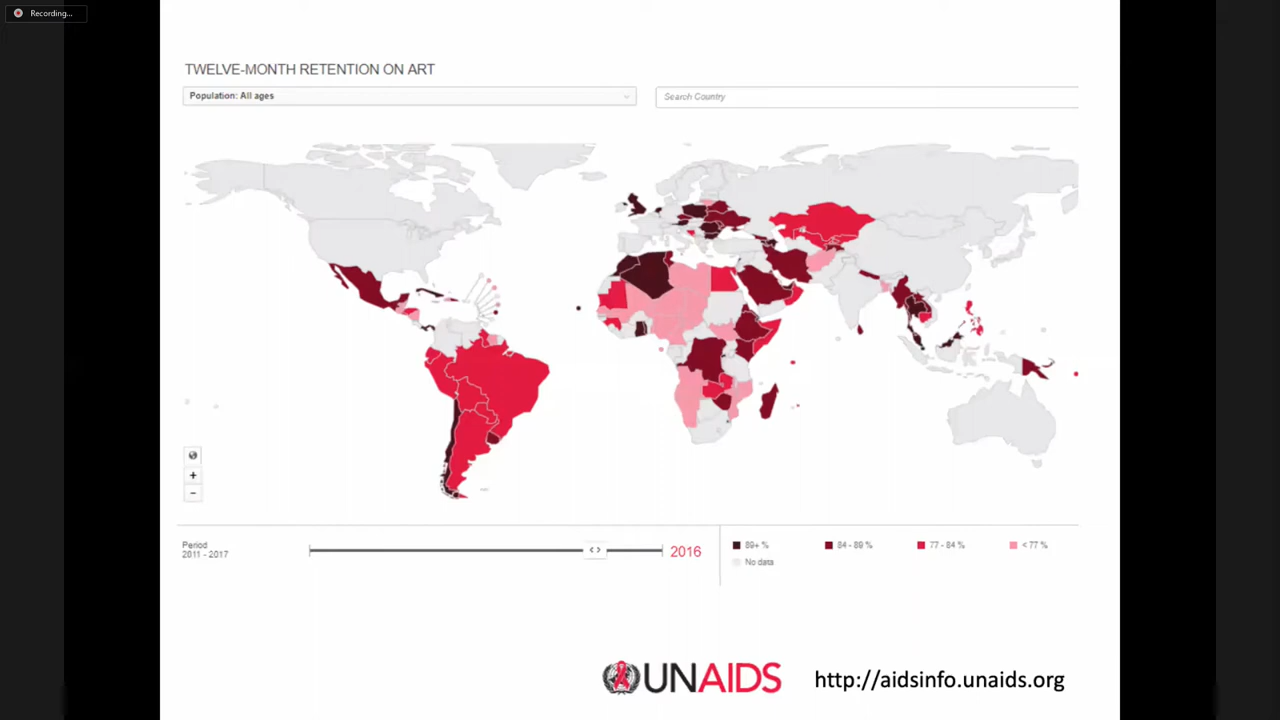 Recording...
TWELVE-MONTH RETENTION ON ART
Population: All ages
Search Country
+
−
Period
2011 - 2017
2016
89+ %
84 - 89 %
77 - 84 %
< 77 %
No data
UNAIDS
http://aidsinfo.unaids.org